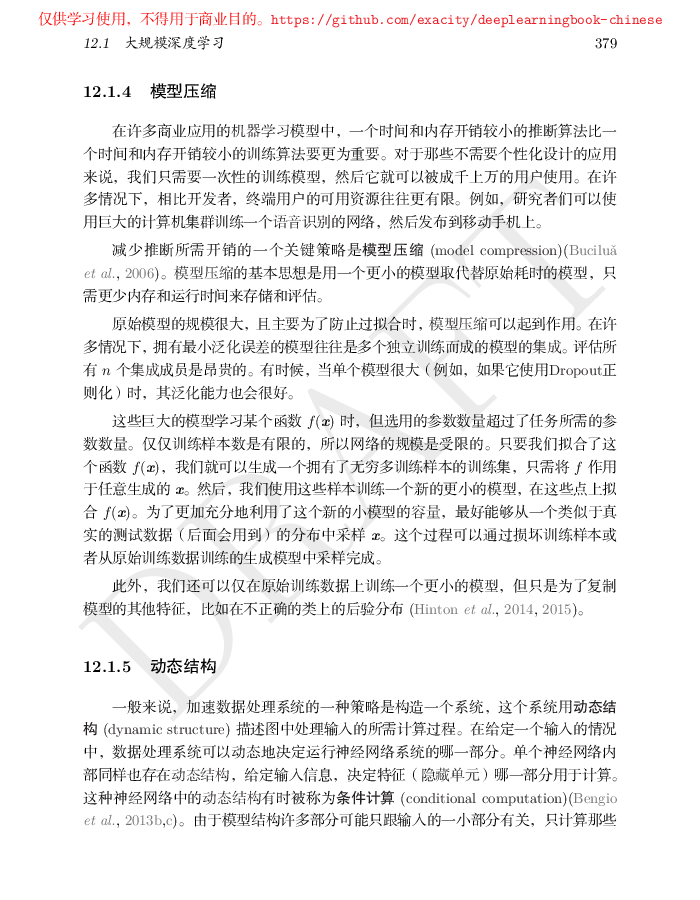 仅供学习使用，不得用于商业目的。https://github.com/exacity/deeplearningbook-chinese
12.1 大规模深度学习 379
12.1.4 模型压缩
在许多商业应用的机器学习模型中，一个时间和内存开销较小的推断算法比一
个时间和内存开销较小的训练算法要更为重要。对于那些不需要个性化设计的应用
来说，我们只需要一次性的训练模型，然后它就可以被成千上万的用户使用。在许
多情况下，相比开发者，终端用户的可用资源往往更有限。例如，研究者们可以使
用巨大的计算机集群训练一个语音识别的网络，然后发布到移动手机上。
减少推断所需开销的一个关键策略是模型压缩 (model compression)(Buciluǎ
et al., 2006)。模型压缩的基本思想是用一个更小的模型取代替原始耗时的模型，只
需更少内存和运行时间来存储和评估。
原始模型的规模很大，且主要为了防止过拟合时，模型压缩可以起到作用。在许
多情况下，拥有最小泛化误差的模型往往是多个独立训练而成的模型的集成。评估所
有 n 个集成成员是昂贵的。有时候，当单个模型很大（例如，如果它使用Dropout正
则化）时，其泛化能力也会很好。
这些巨大的模型学习某个函数 f(x) 时，但选用的参数数量超过了任务所需的参
数数量。仅仅训练样本数是有限的，所以网络的规模是受限的。只要我们拟合了这
个函数 f(x)，我们就可以生成一个拥有了无穷多训练样本的训练集，只需将 f 作用
于任意生成的 x。然后，我们使用这些样本训练一个新的更小的模型，在这些点上拟
合 f(x)。为了更加充分地利用了这个新的小模型的容量，最好能够从一个类似于真
实的测试数据（后面会用到）的分布中采样 x。这个过程可以通过损坏训练样本或
者从原始训练数据训练的生成模型中采样完成。
此外，我们还可以仅在原始训练数据上训练一个更小的模型，但只是为了复制
模型的其他特征，比如在不正确的类上的后验分布 (Hinton et al., 2014, 2015)。
12.1.5 动态结构
一般来说，加速数据处理系统的一种策略是构造一个系统，这个系统用动态结
构 (dynamic structure) 描述图中处理输入的所需计算过程。在给定一个输入的情况
中，数据处理系统可以动态地决定运行神经网络系统的哪一部分。单个神经网络内
部同样也存在动态结构，给定输入信息，决定特征（隐藏单元）哪一部分用于计算。
这种神经网络中的动态结构有时被称为条件计算 (conditional computation)(Bengio
et al., 2013b,c)。由于模型结构许多部分可能只跟输入的一小部分有关，只计算那些
DRAFT